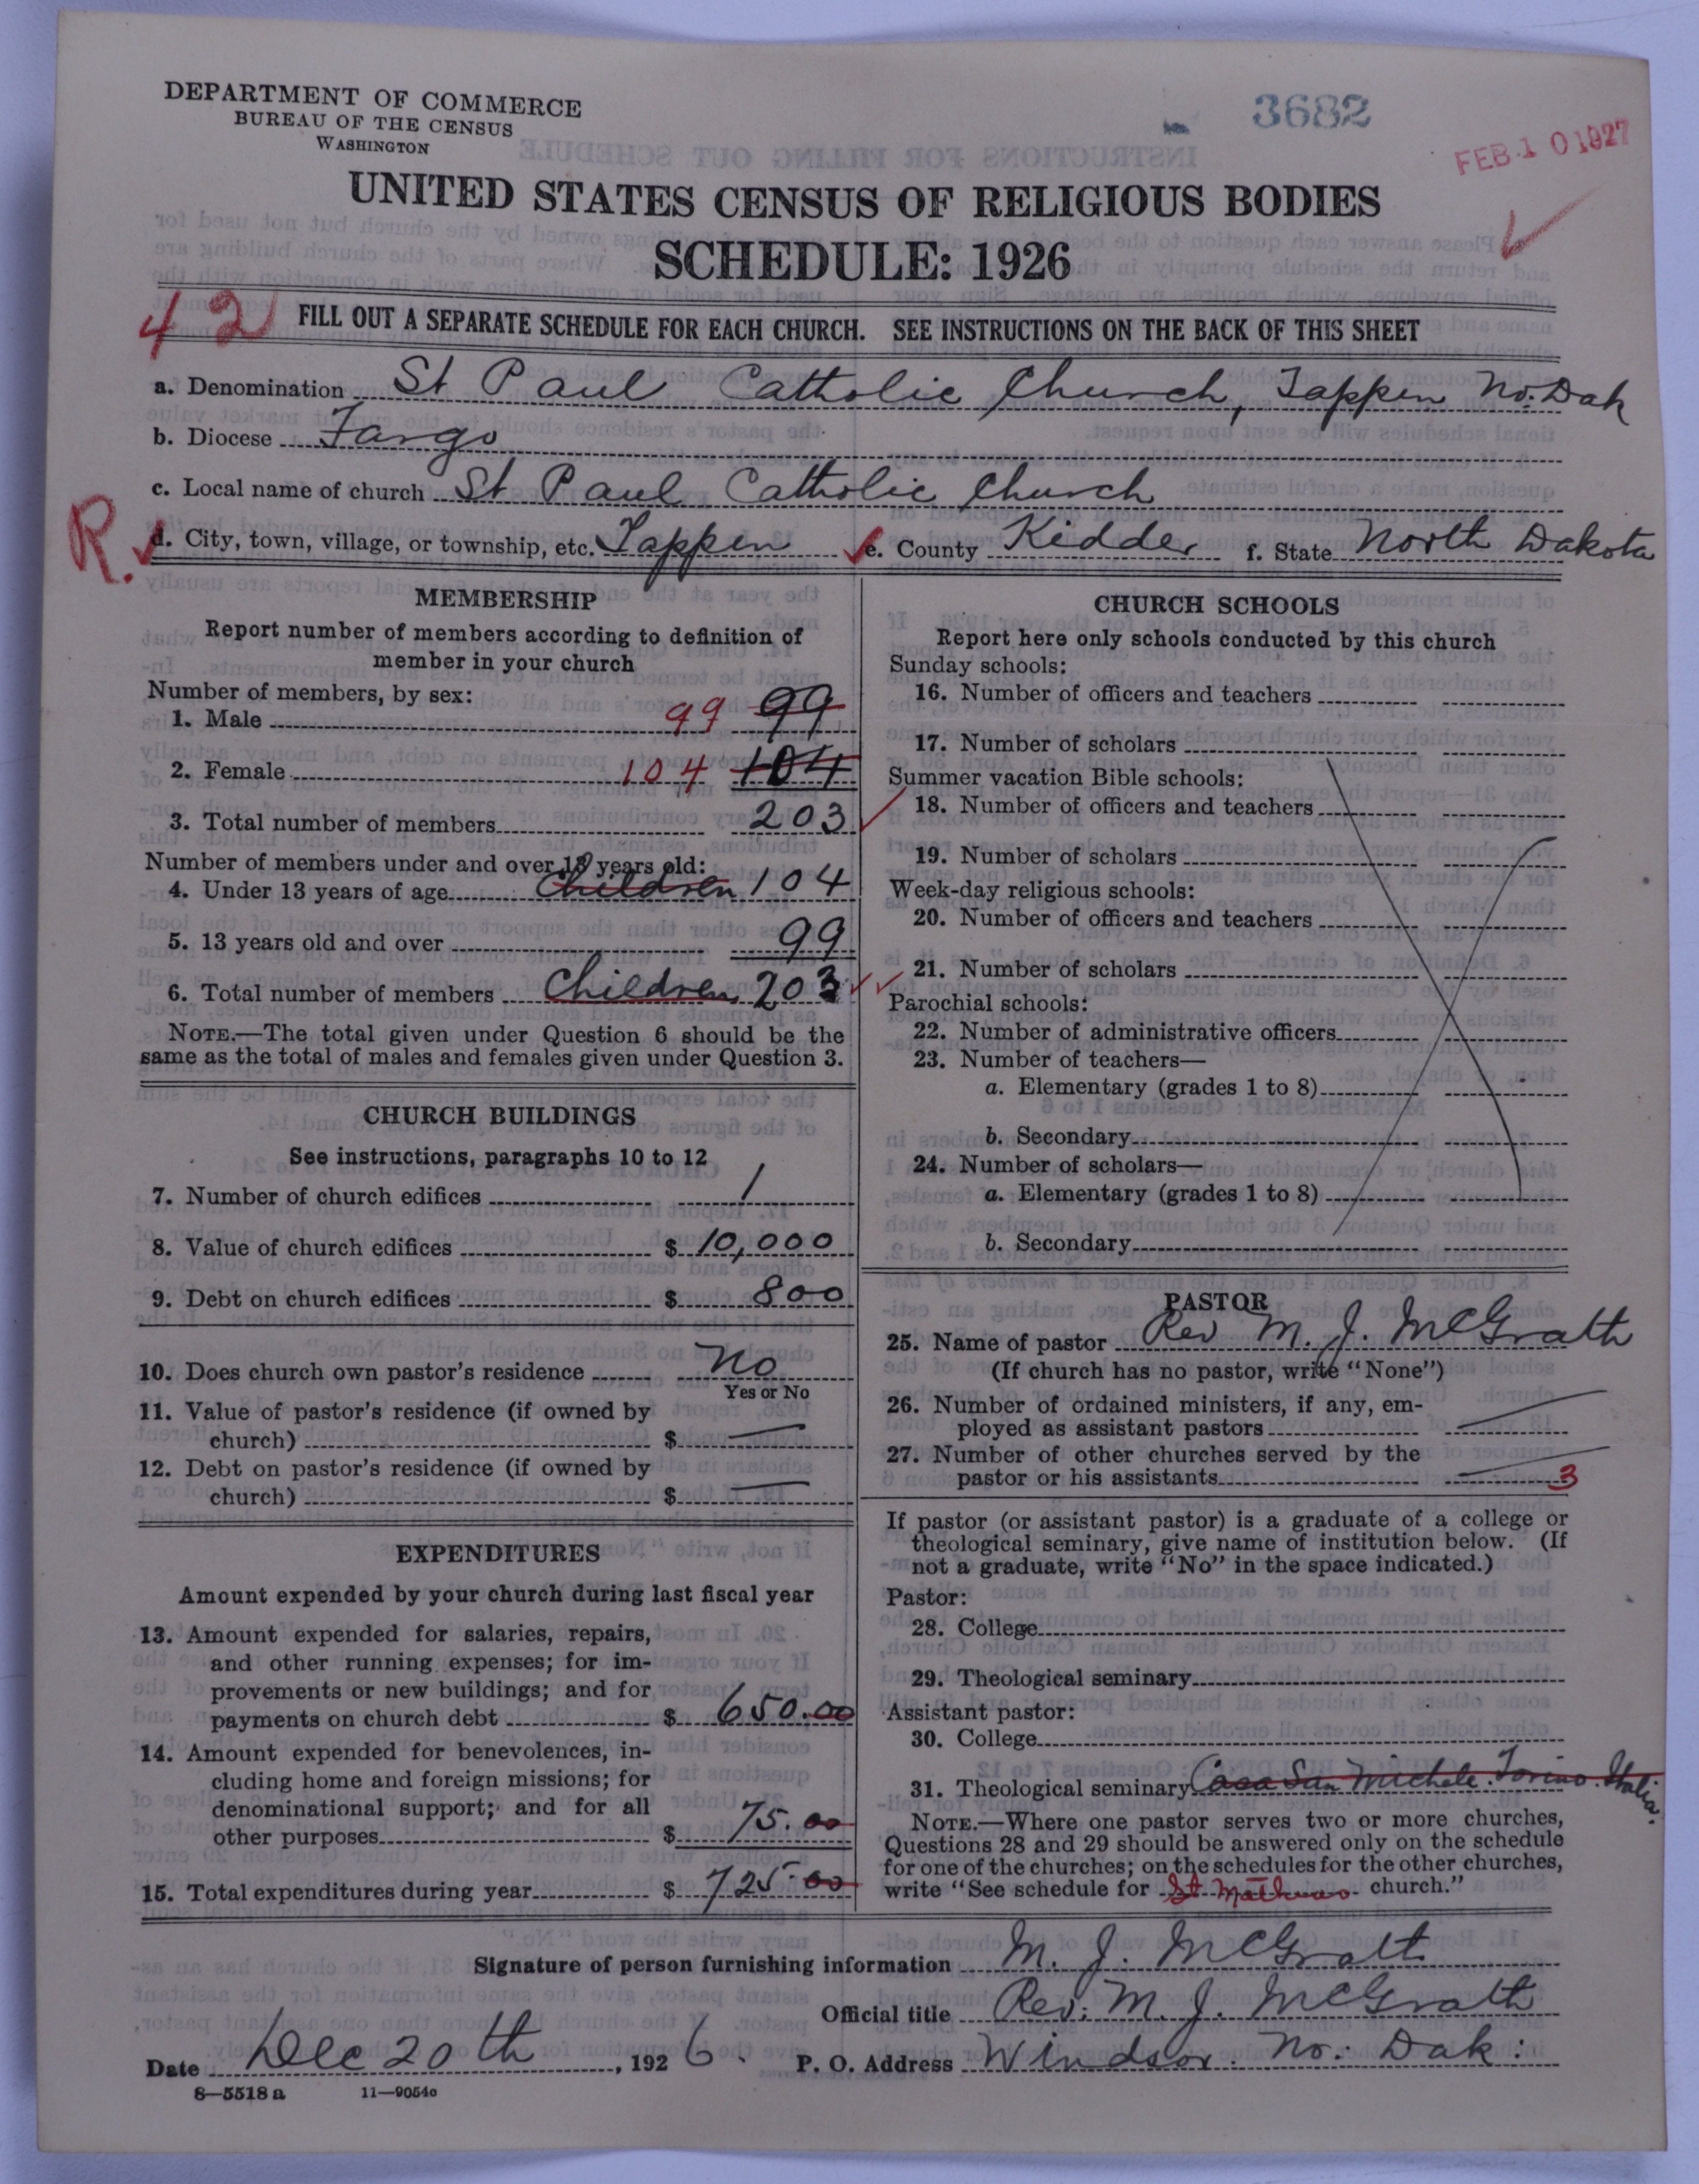 DEPARTMENT OF COMMERCE
BUREAU OF THE CENSUS
WASHINGTON
3682
FEB 10 1927
UNITED STATES CENSUS OF RELIGIOUS BODIES
SCHEDULE: 1926
42
FILL OUT A SEPARATE SCHEDULE FOR EACH CHURCH. SEE INSTRUCTIONS ON THE BACK OF THIS SHEET
a. Denomination St Paul Catholic Church, Tappen No. Dak
b. Diocese Fargo
c. Local name of church St Paul Catholic Church
R.
d. City, town, village, or township, etc. Tappen e. County Kidder f. State North Dakota
MEMBERSHIP
Report number of members according to definition of
member in your church
Number of members, by sex:
1. Male 99 99
2. Female 104 104
3. Total number of members 203
Number of members under and over 13 years old:
4. Under 13 years of age Children 104
5. 13 years old and over 99
6. Total number of members Children 203
NOTE.—The total given under Question 6 should be the
same as the total of males and females given under Question 3.
CHURCH BUILDINGS
See instructions, paragraphs 10 to 12
7. Number of church edifices 1
8. Value of church edifices $ 10,000
9. Debt on church edifices $ 800
10. Does church own pastor's residence No
Yes or No
11. Value of pastor's residence (if owned by
church) $ —
12. Debt on pastor's residence (if owned by
church) $ —
EXPENDITURES
Amount expended by your church during last fiscal year
13. Amount expended for salaries, repairs,
and other running expenses; for im-
provements or new buildings; and for
payments on church debt $ 650.00
14. Amount expended for benevolences, in-
cluding home and foreign missions; for
denominational support; and for all
other purposes $ 75.00
15. Total expenditures during year $ 725.00
CHURCH SCHOOLS
Report here only schools conducted by this church
Sunday schools:
16. Number of officers and teachers
17. Number of scholars
Summer vacation Bible schools:
18. Number of officers and teachers
19. Number of scholars
Week-day religious schools:
20. Number of officers and teachers
21. Number of scholars
Parochial schools:
22. Number of administrative officers
23. Number of teachers—
a. Elementary (grades 1 to 8)
b. Secondary
24. Number of scholars—
a. Elementary (grades 1 to 8)
b. Secondary
PASTOR
25. Name of pastor Rev M. J. McGrath
(If church has no pastor, write "None")
26. Number of ordained ministers, if any, em-
ployed as assistant pastors —
27. Number of other churches served by the
pastor or his assistants — 3
If pastor (or assistant pastor) is a graduate of a college or
theological seminary, give name of institution below. (If
not a graduate, write "No" in the space indicated.)
Pastor:
28. College
29. Theological seminary
Assistant pastor:
30. College
31. Theological seminary Casa San Michele Torino Italia.
NOTE.—Where one pastor serves two or more churches,
Questions 28 and 29 should be answered only on the schedule
for one of the churches; on the schedules for the other churches,
write "See schedule for St church."
Signature of person furnishing information M. J. McGrath
Official title Rev. M. J. McGrath
Date Dec 20th, 1926. P. O. Address Windsor. No. Dak:
8—5518 a 11—9054c